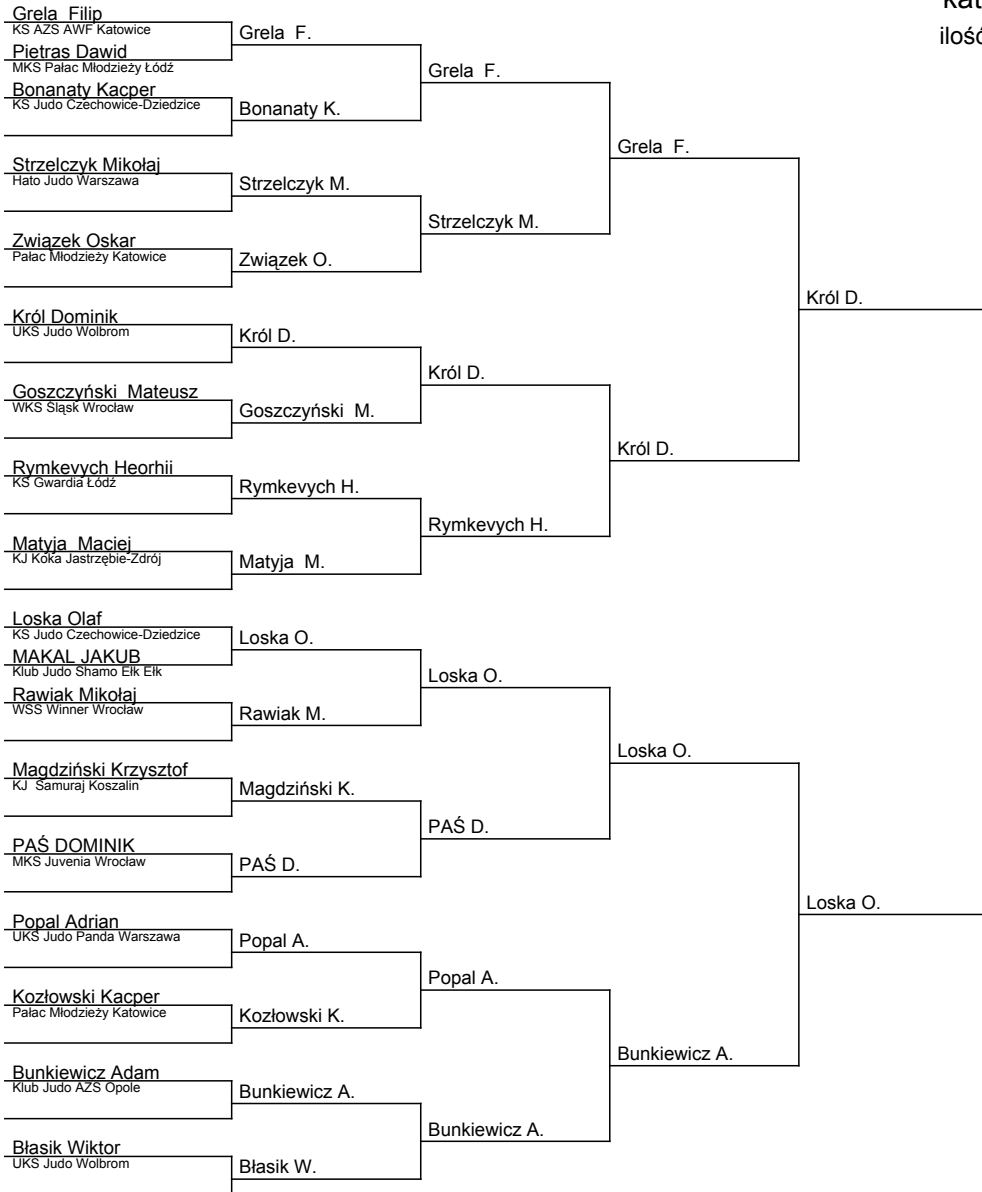 kat
ilość
Grela Filip
KS AZS AWF Katowice
Pietras Dawid
MKS Pałac Młodzieży Łódź
Bonanaty Kacper
KS Judo Czechowice-Dziedzice
Strzelczyk Mikołaj
Hato Judo Warszawa
Związek Oskar
Pałac Młodzieży Katowice
Król Dominik
UKS Judo Wolbrom
Goszczyński Mateusz
WKS Śląsk Wrocław
Rymkevych Heorhii
KS Gwardia Łódź
Matyja Maciej
KJ Koka Jastrzębie-Zdrój
Loska Olaf
KS Judo Czechowice-Dziedzice
MAKAL JAKUB
Klub Judo Shamo Ełk Ełk
Rawiak Mikołaj
WSS Winner Wrocław
Magdziński Krzysztof
KJ Samuraj Koszalin
PAŚ DOMINIK
MKS Juvenia Wrocław
Popal Adrian
UKS Judo Panda Warszawa
Kozłowski Kacper
Pałac Młodzieży Katowice
Bunkiewicz Adam
Klub Judo AZS Opole
Błasik Wiktor
UKS Judo Wolbrom
Grela F.
Bonanaty K.
Strzelczyk M.
Związek O.
Król D.
Goszczyński M.
Rymkevych H.
Matyja M.
Loska O.
Rawiak M.
Magdziński K.
PAŚ D.
Popal A.
Kozłowski K.
Bunkiewicz A.
Błasik W.
Grela F.
Strzelczyk M.
Król D.
Rymkevych H.
Loska O.
PAŚ D.
Popal A.
Bunkiewicz A.
Grela F.
Król D.
Loska O.
Bunkiewicz A.
Król D.
Loska O.